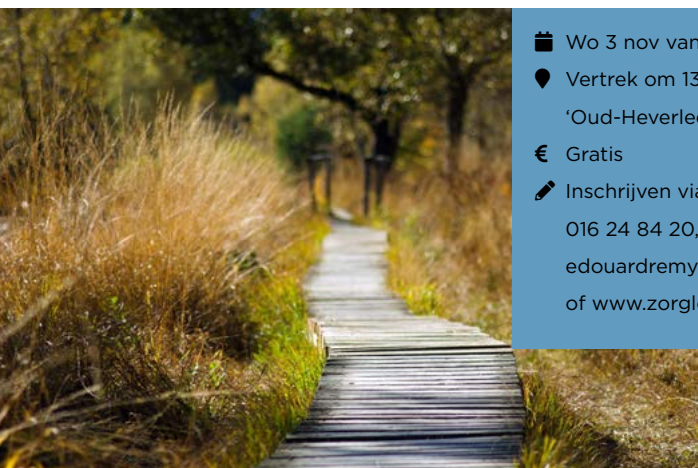 Wo 3 nov van
Vertrek om 13
‘Oud-Heverlee
€ Gratis
Inschrijven via
016 24 84 20,
edouardremy
of www.zorgl